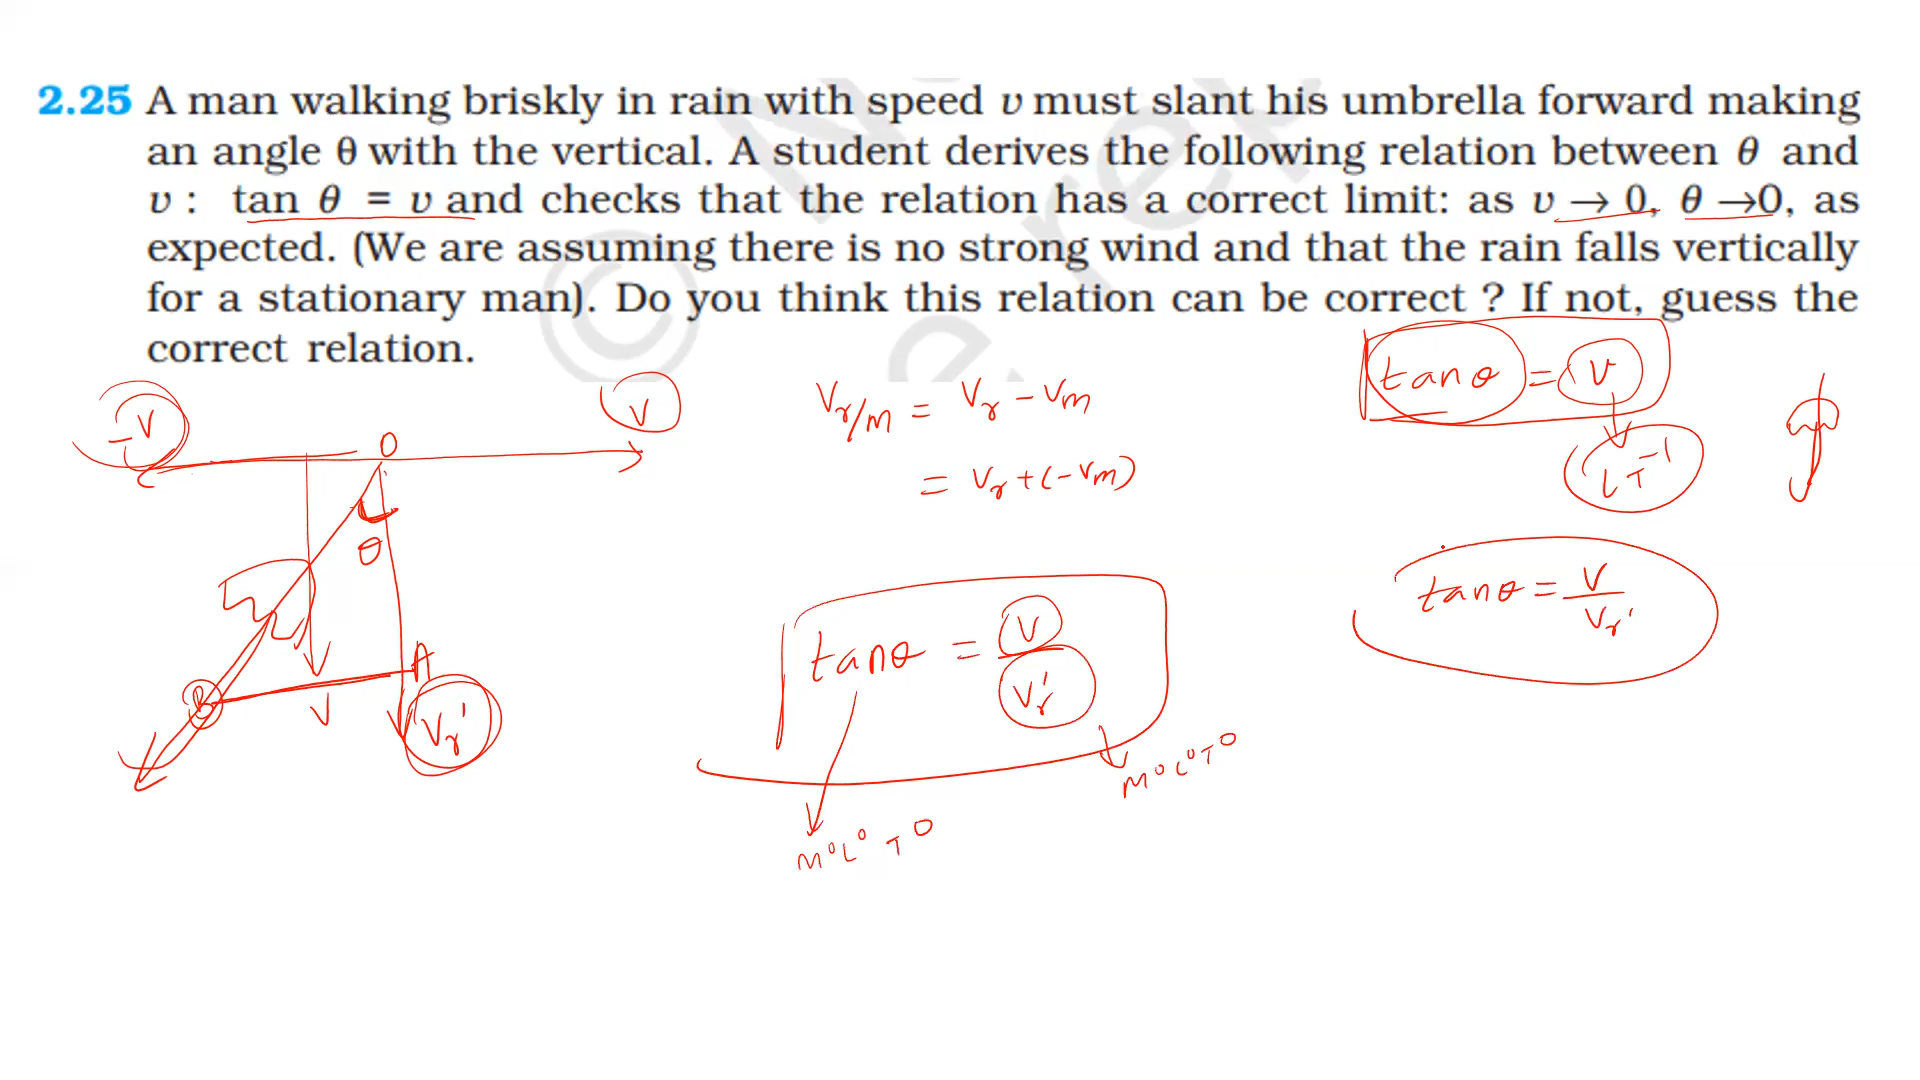 2.25 A man walking briskly in rain with speed v must slant his umbrella forward making
an angle θ with the vertical. A student derives the following relation between θ and
v : tan θ = v and checks that the relation has a correct limit: as v → 0, θ →0, as
expected. (We are assuming there is no strong wind and that the rain falls vertically
for a stationary man). Do you think this relation can be correct ? If not, guess the
correct relation.
-V
V
O
θ
A
B
V
Vr'
Vr/m = Vr - Vm
= Vr + (-Vm)
tanθ = V/Vr'
M⁰L⁰T⁰
M⁰L⁰T⁰
tanθ = V
LT⁻¹
tanθ = V/Vr'